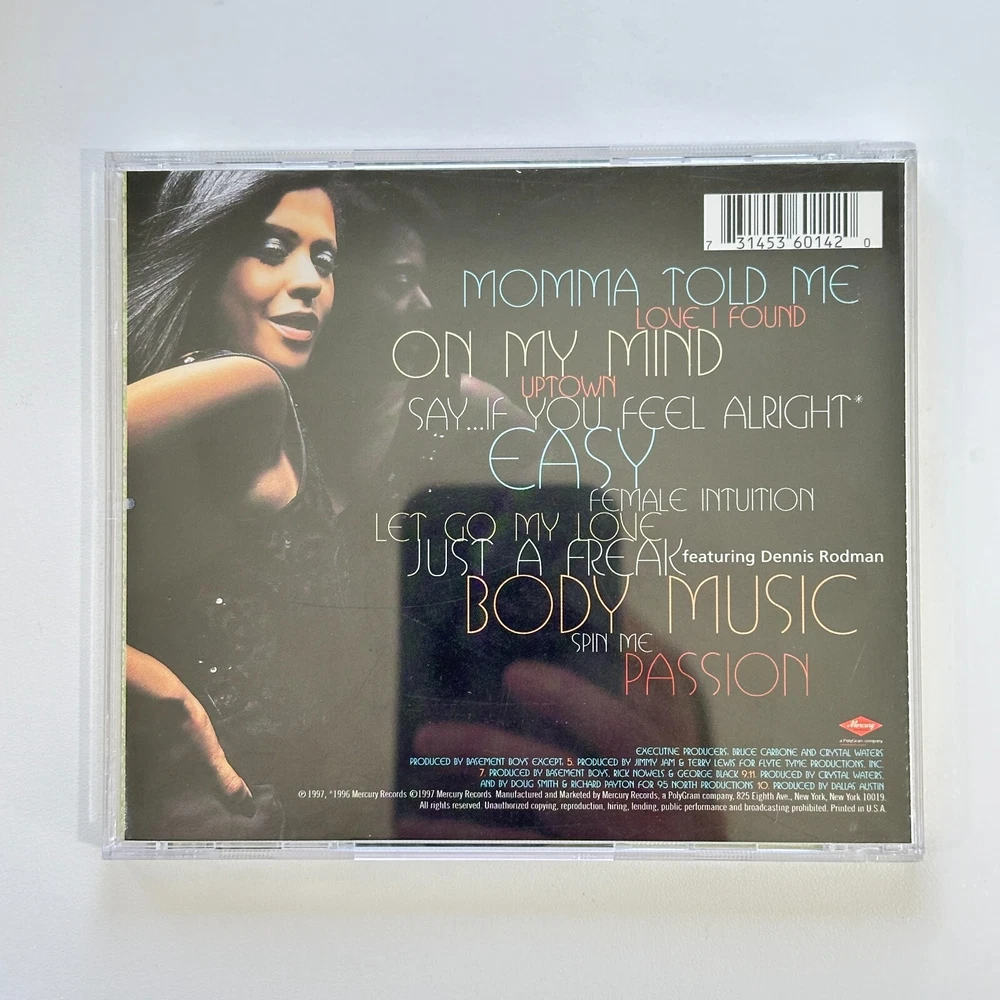 7 31453 60142 0
MOMMA TOLD ME
LOVE I FOUND
ON MY MIND
UPTOWN
SAY...IF YOU FEEL ALRIGHT*
EASY
FEMALE INTUITION
LET GO MY LOVE
JUST A FREAK featuring Dennis Rodman
BODY MUSIC
SPIN ME
PASSION
Mercury
a PolyGram company
EXECUTIVE PRODUCERS, BRUCE CARBONE AND CRYSTAL WATERS
PRODUCED BY BASEMENT BOYS EXCEPT, 5. PRODUCED BY JIMMY JAM & TERRY LEWIS FOR FLYTE TYME PRODUCTIONS, INC.
7. PRODUCED BY BASEMENT BOYS, RICK NOWELS & GEORGE BLACK 9,11. PRODUCED BY CRYSTAL WATERS,
AND BY DOUG SMITH & RICHARD PAYTON FOR 95 NORTH PRODUCTIONS 10. PRODUCED BY DALLAS AUSTIN
℗ 1997, *1996 Mercury Records ©1997 Mercury Records. Manufactured and Marketed by Mercury Records, a PolyGram company, 825 Eighth Ave., New York, New York 10019.
All rights reserved. Unauthorized copying, reproduction, hiring, lending, public performance and broadcasting prohibited. Printed in U.S.A.